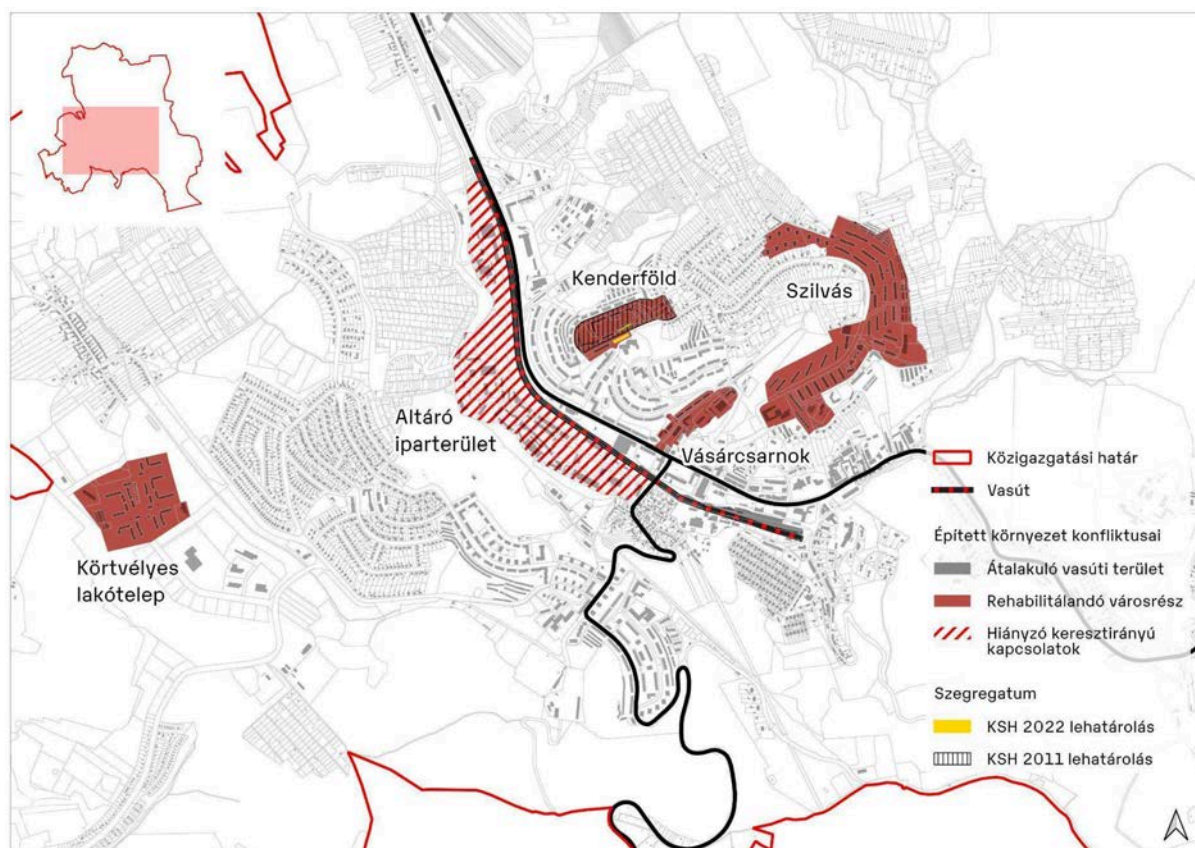 Kenderföld
Szilvás
Altáró
iparterület
Vásárcsarnok
Körtvélyes
lakótelep
Közigazgatási határ
Vasút
Épített környezet konfliktusai
Átalakuló vasúti terület
Rehabilitálandó városrész
Hiányzó keresztirányú
kapcsolatok
Szegregatum
KSH 2022 lehatárolás
KSH 2011 lehatárolás